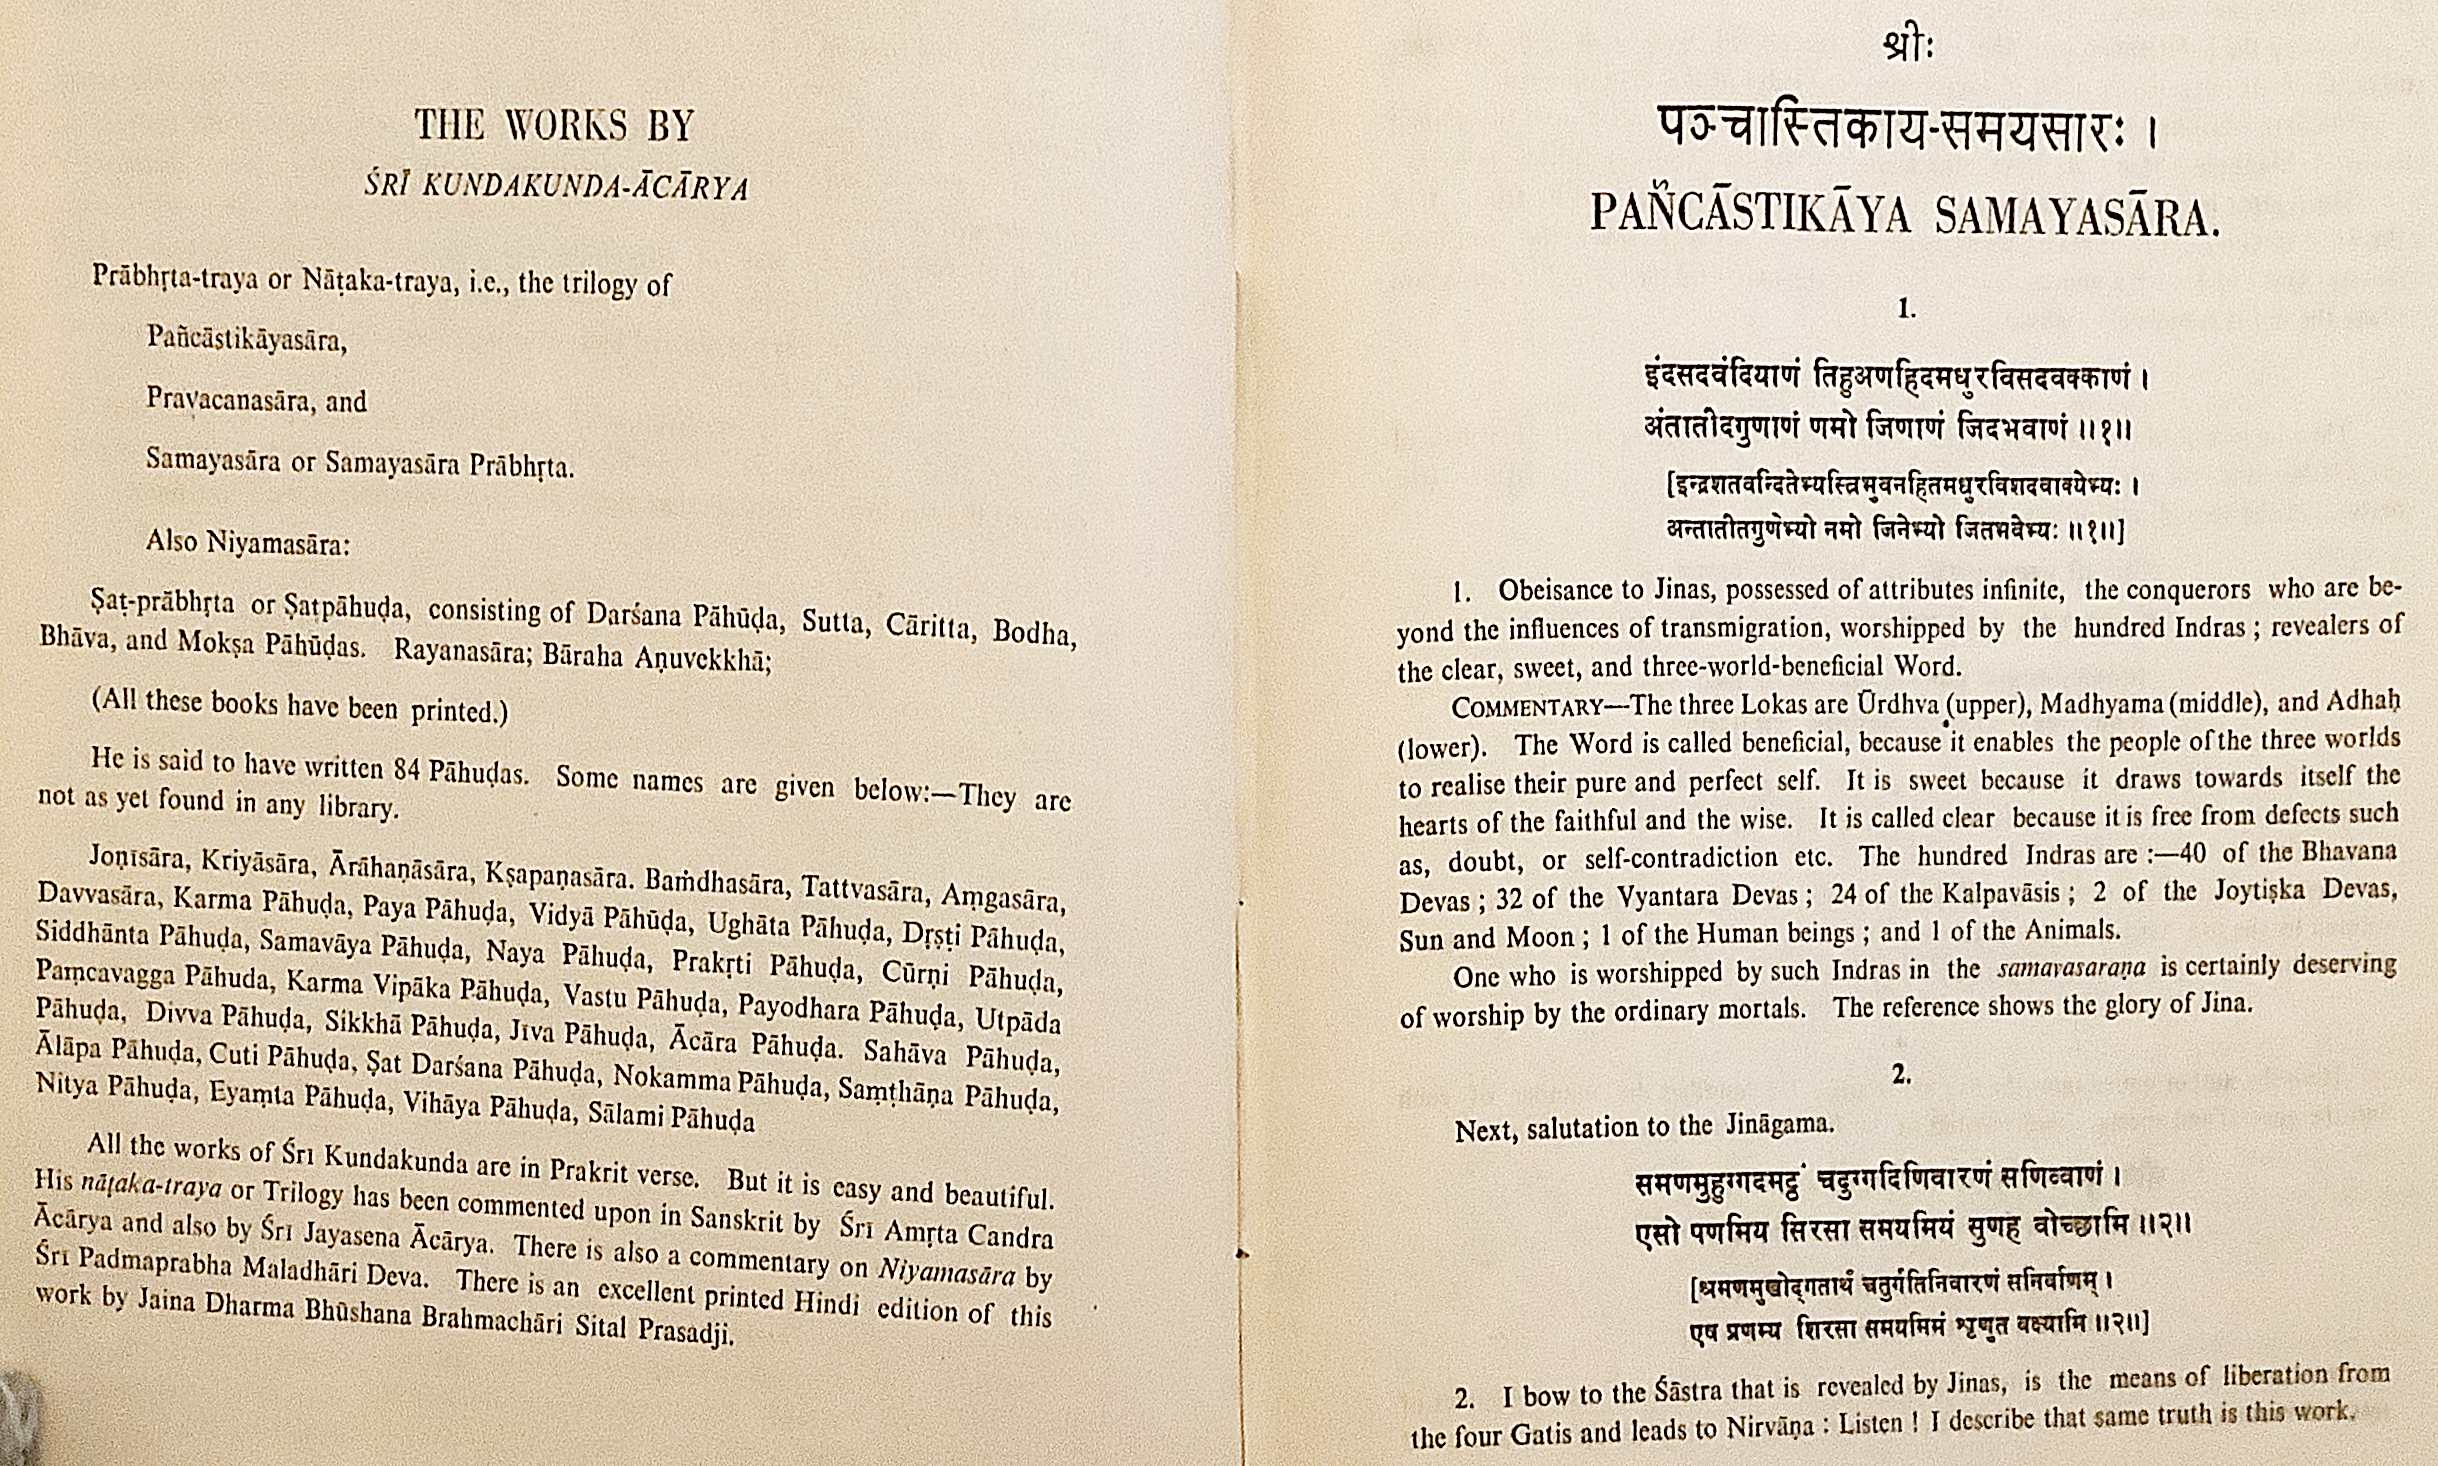 THE WORKS BY
ŚRĪ KUNDAKUNDA-ĀCĀRYA
Prābhṛta-traya or Nāṭaka-traya, i.e., the trilogy of
Pañcāṣtikāyasāra,
Pravacanasāra, and
Samayasāra or Samayasāra Prābhṛta.
Also Niyamasāra:
Ṣaṭ-prābhṛta or Ṣaṭpāhuḍa, consisting of Darśana Pāhūḍa, Sutta, Cāritta, Bodha,
Bhāva, and Mokṣa Pāhūḍas. Rayanasāra; Bāraha Aṇuvekkhā;
(All these books have been printed.)
He is said to have written 84 Pāhuḍas. Some names are given below:—They are
not as yet found in any library.
Joṇīsāra, Kriyāsāra, Ārāhaṇāsāra, Kṣapaṇasāra. Baṁdhasāra, Tattvasāra, Aṃgasāra,
Davvasāra, Karma Pāhuḍa, Paya Pāhuḍa, Vidyā Pāhūḍa, Ughāta Pāhuḍa, Dṛṣṭi Pāhuḍa,
Siddhānta Pāhuḍa, Samavāya Pāhuḍa, Naya Pāhuḍa, Prakṛti Pāhuḍa, Cūrṇi Pāhuḍa,
Paṃcavagga Pāhuda, Karma Vipāka Pāhuḍa, Vastu Pāhuḍa, Payodhara Pāhuḍa, Utpāda
Pāhuḍa, Divva Pāhuḍa, Sikkhā Pāhuḍa, Jīva Pāhuḍa, Ācāra Pāhuḍa. Sahāva Pāhuḍa,
Ālāpa Pāhuḍa, Cuti Pāhuḍa, Ṣat Darśana Pāhuḍa, Nokamma Pāhuḍa, Saṃṭhāṇa Pāhuḍa,
Nitya Pāhuḍa, Eyaṃta Pāhuḍa, Vihāya Pāhuḍa, Sālami Pāhuḍa
All the works of Śrī Kundakunda are in Prakrit verse. But it is easy and beautiful.
His nāṭaka-traya or Trilogy has been commented upon in Sanskrit by Śrī Amṛta Candra
Ācārya and also by Śrī Jayasena Ācārya. There is also a commentary on Niyamasāra by
Śrī Padmaprabha Maladhāri Deva. There is an excellent printed Hindi edition of this
work by Jaina Dharma Bhūshana Brahmachāri Sital Prasadji.
श्रीः
पञ्चास्तिकाय-समयसारः ।
PAÑCĀSTIKĀYA SAMAYASĀRA.
1.
इंदसदवंदियाणं तिहुअणहिदमधुरविसदवक्काणं ।
अंतातीदगुणाणं णमो जिणाणं जिदभवाणं ॥१॥
[इन्द्रशतवन्दितेभ्यस्त्रिभुवनहितमधुरविशदवाक्येभ्यः ।
अन्तातीतगुणेभ्यो नमो जिनेभ्यो जितभवेभ्यः ॥१॥]
1. Obeisance to Jinas, possessed of attributes infinite, the conquerors who are be-
yond the influences of transmigration, worshipped by the hundred Indras ; revealers of
the clear, sweet, and three-world-beneficial Word.
COMMENTARY—The three Lokas are Ūrdhva (upper), Madhyama (middle), and Adhaḥ
(lower). The Word is called beneficial, because it enables the people of the three worlds
to realise their pure and perfect self. It is sweet because it draws towards itself the
hearts of the faithful and the wise. It is called clear because it is free from defects such
as, doubt, or self-contradiction etc. The hundred Indras are :—40 of the Bhavana
Devas ; 32 of the Vyantara Devas ; 24 of the Kalpavāsis ; 2 of the Joytiṣka Devas,
Sun and Moon ; 1 of the Human beings ; and 1 of the Animals.
One who is worshipped by such Indras in the samavasaraṇa is certainly deserving
of worship by the ordinary mortals. The reference shows the glory of Jina.
2.
Next, salutation to the Jināgama.
समणमुहुग्गदमट्ठं चदुग्गदिणिवारणं सणिव्वाणं ।
एसो पणमिय सिरसा समयमियं सुणह वोच्छामि ॥२॥
[श्रमणमुखोद्गतार्थं चतुर्गतिनिवारणं सनिर्वाणम् ।
एष प्रणम्य शिरसा समयमिमं शृणुत वक्ष्यामि ॥२॥]
2. I bow to the Śāstra that is revealed by Jinas, is the means of liberation from
the four Gatis and leads to Nirvāṇa : Listen ! I describe that same truth is this work.